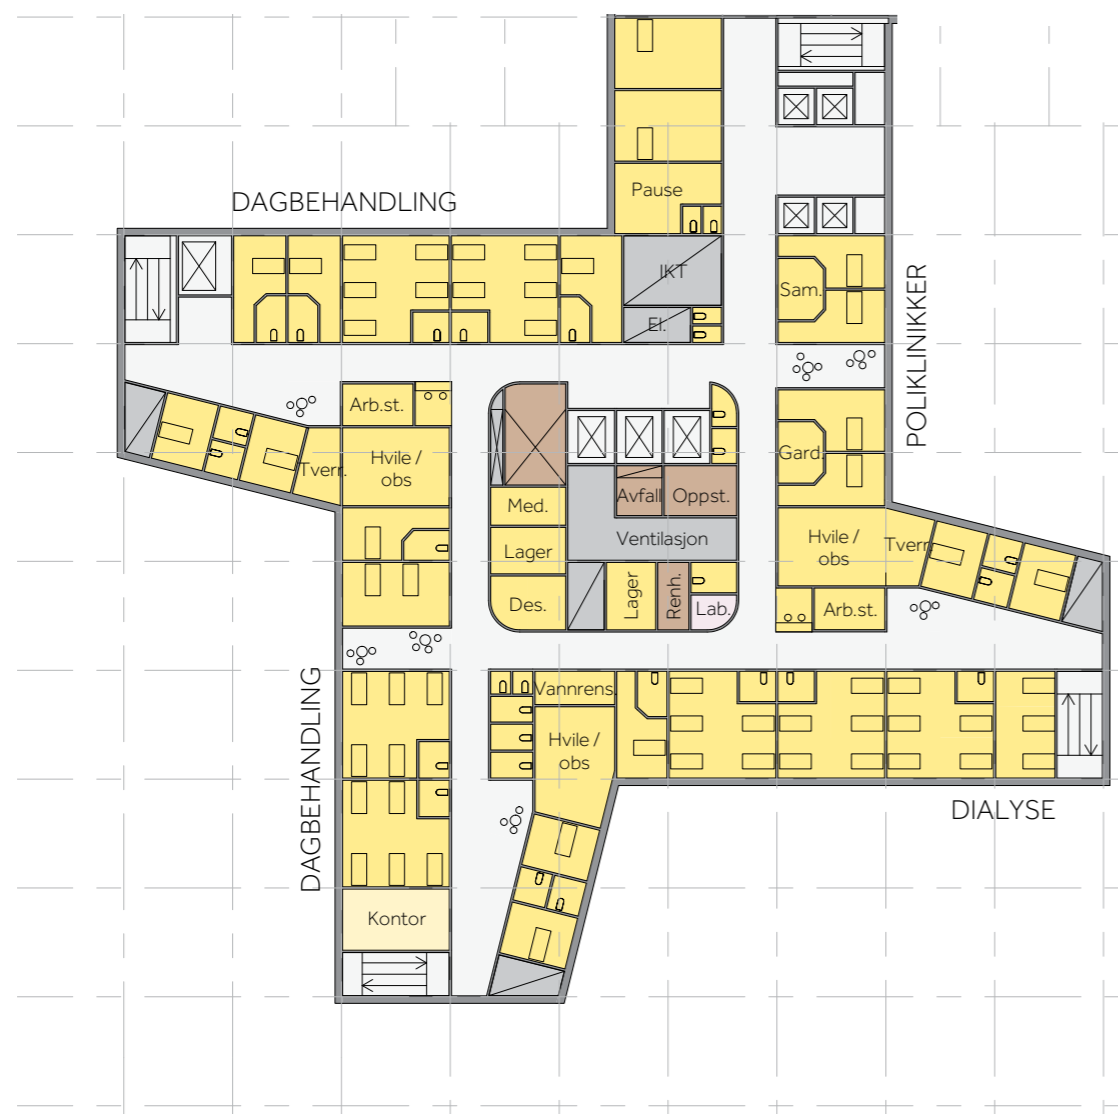 Pause
DAGBEHANDLING
IKT
El.
Sam.
POLIKLINIKKER
Arb.st.
Tverr.
Hvile /
obs
Gard.
Avfall
Oppst.
Med.
Lager
Ventilasjon
Des.
Lager
Renh.
Lab.
Hvile /
obs
Tverr.
Arb.st.
DAGBEHANDLING
Vannrens.
Hvile /
obs
DIALYSE
Kontor